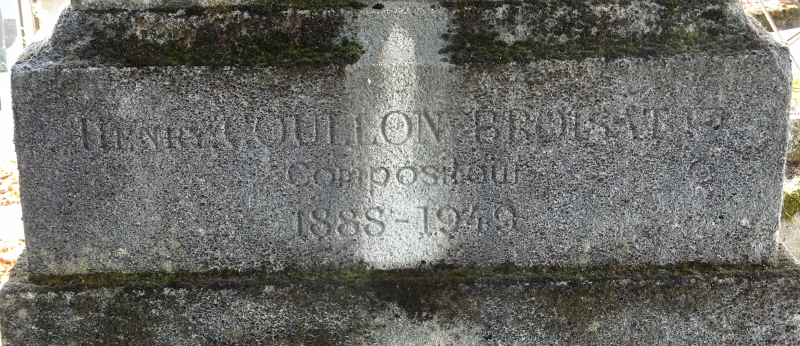 HENRY COULLON
Compositeur
1888-1949